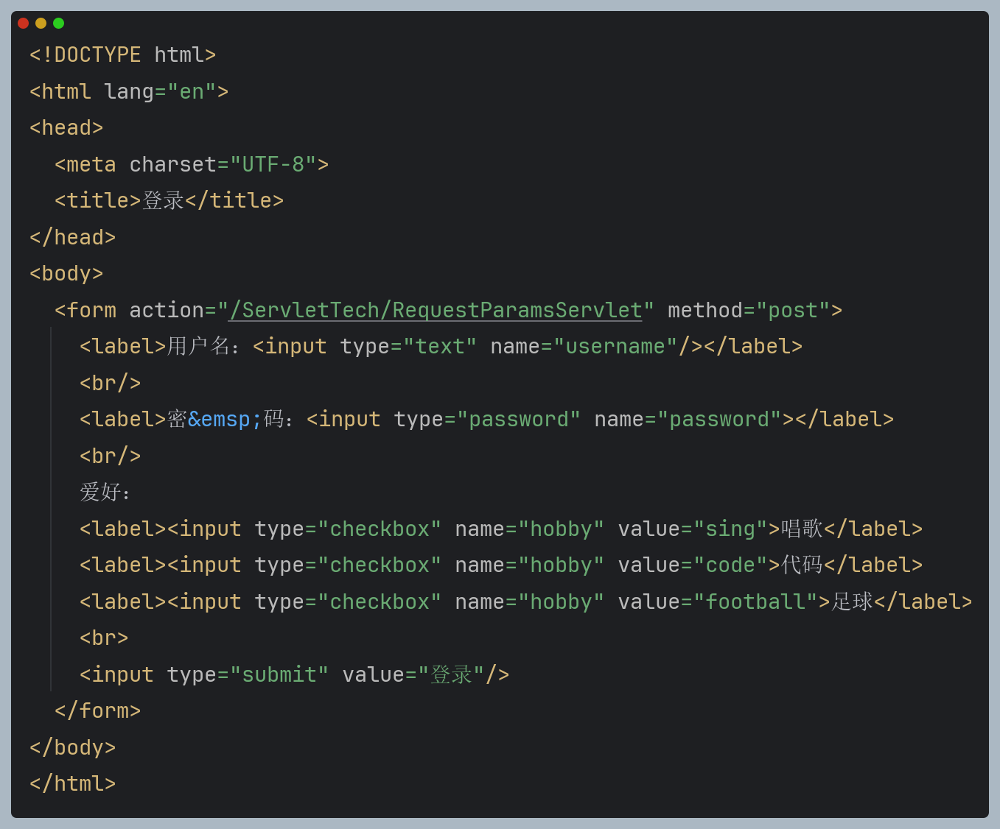 <!DOCTYPE html>
<html lang="en">
<head>
  <meta charset="UTF-8">
  <title>登录</title>
</head>
<body>
  <form action="/ServletTech/RequestParamsServlet" method="post">
    <label>用户名：<input type="text" name="username"/></label>
    <br/>
    <label>密&emsp;码：<input type="password" name="password"></label>
    <br/>
    爱好：
    <label><input type="checkbox" name="hobby" value="sing">唱歌</label>
    <label><input type="checkbox" name="hobby" value="code">代码</label>
    <label><input type="checkbox" name="hobby" value="football">足球</label>
    <br>
    <input type="submit" value="登录"/>
  </form>
</body>
</html>